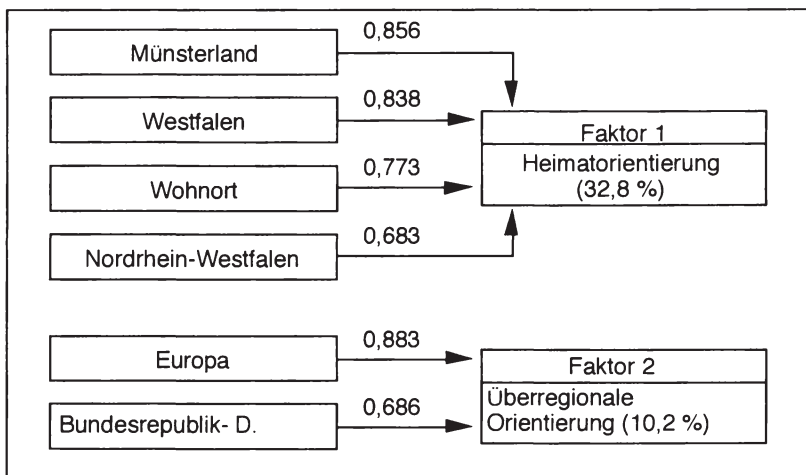 0,856
Münsterland
0,838
Westfalen
Faktor 1
0,773
Heimatorientierung
(32,8 %)
Wohnort
0,683
Nordrhein-Westfalen
0,883
Europa
Faktor 2
0,686
Überregionale
Orientierung (10,2 %)
Bundesrepublik- D.